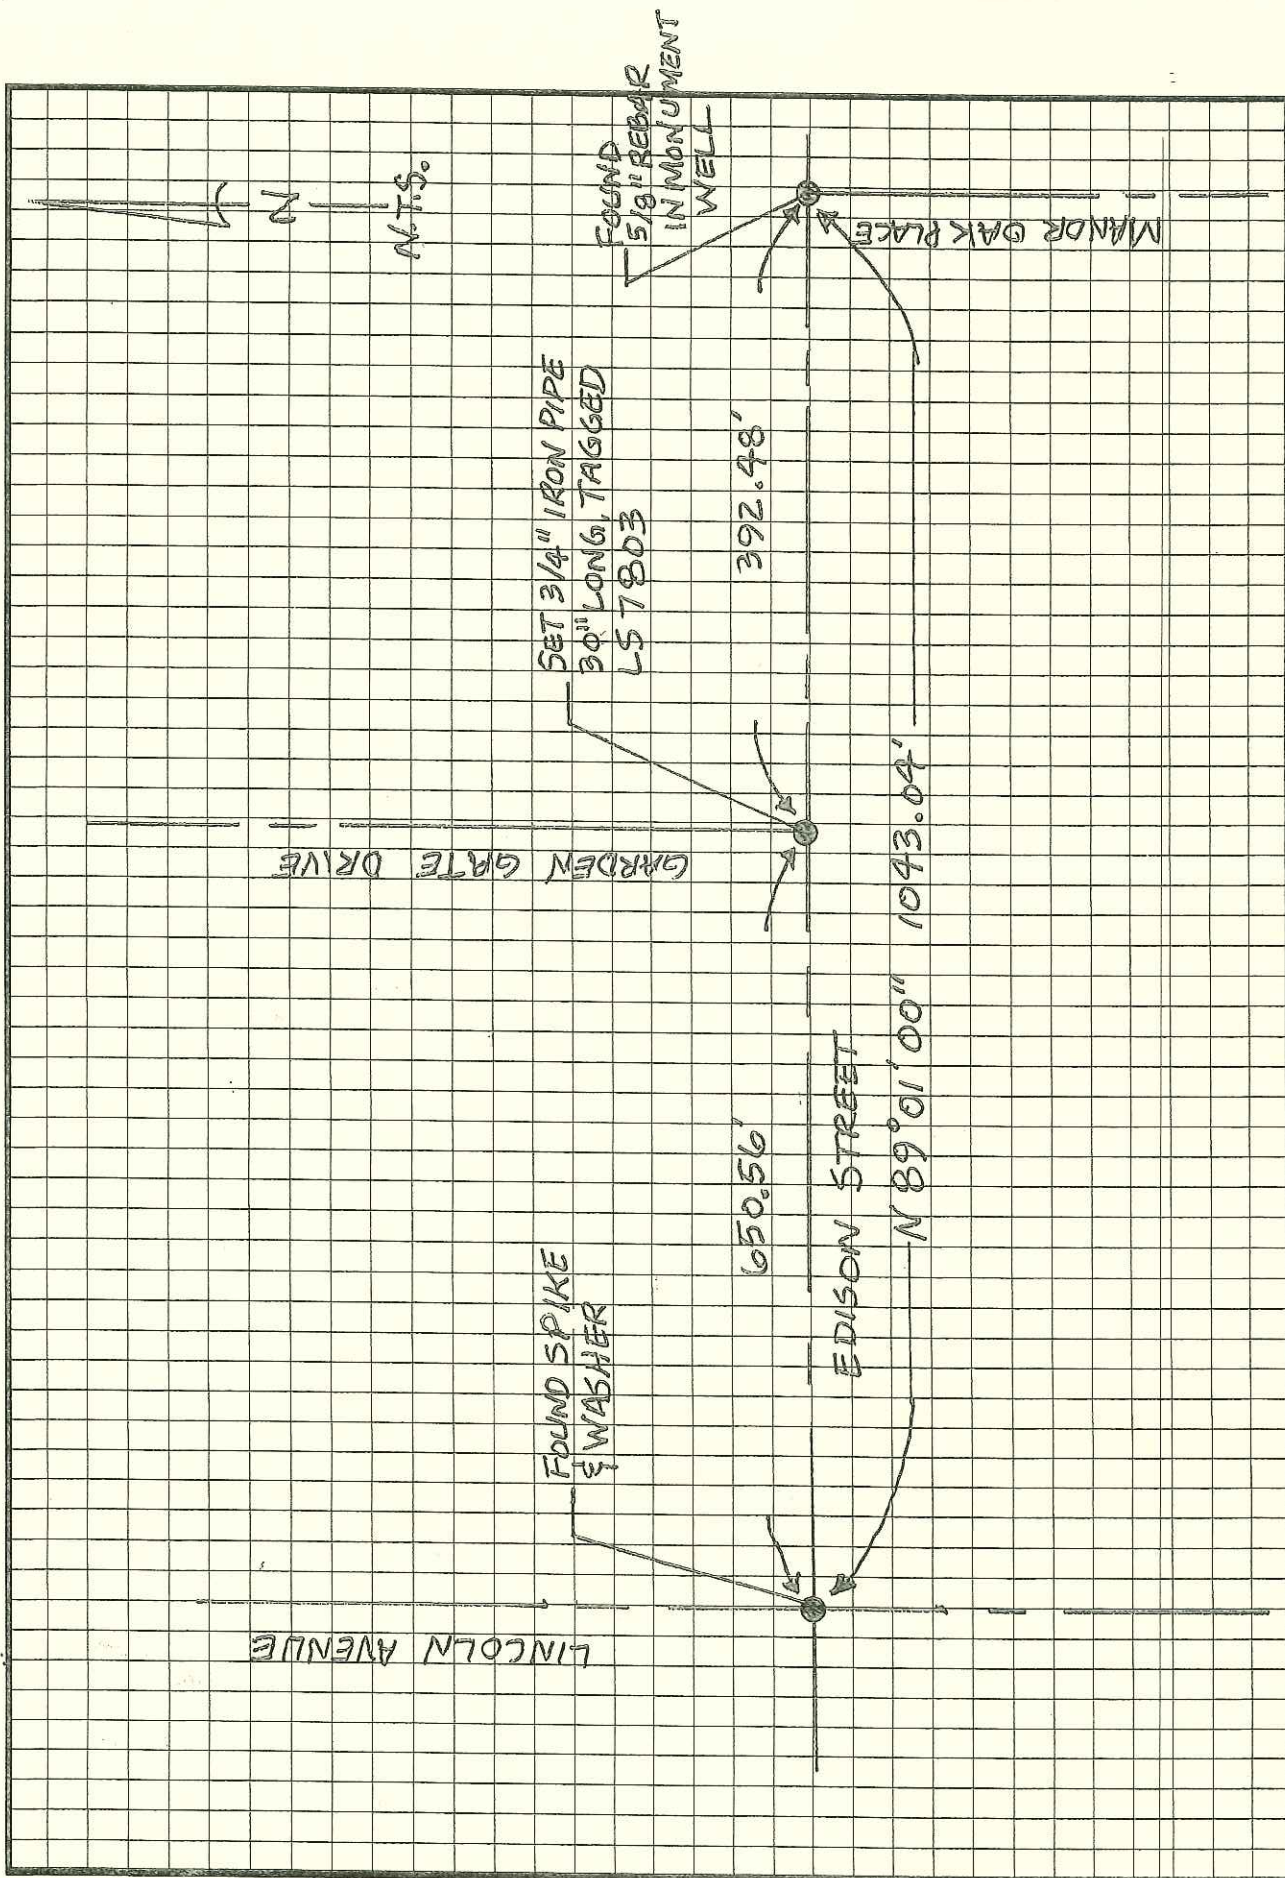 N
N.T.S.
FOUND
5/8" REBAR
IN MONUMENT
WELL
SET 3/4" IRON PIPE
30" LONG, TAGGED
LS 7803
FOUND SPIKE
& WASHER
LINCOLN AVENUE
GARDEN GATE DRIVE
MANOR OAK PLACE
650.56'
392.48'
EDISON STREET
N 89°01'00" 1043.04'